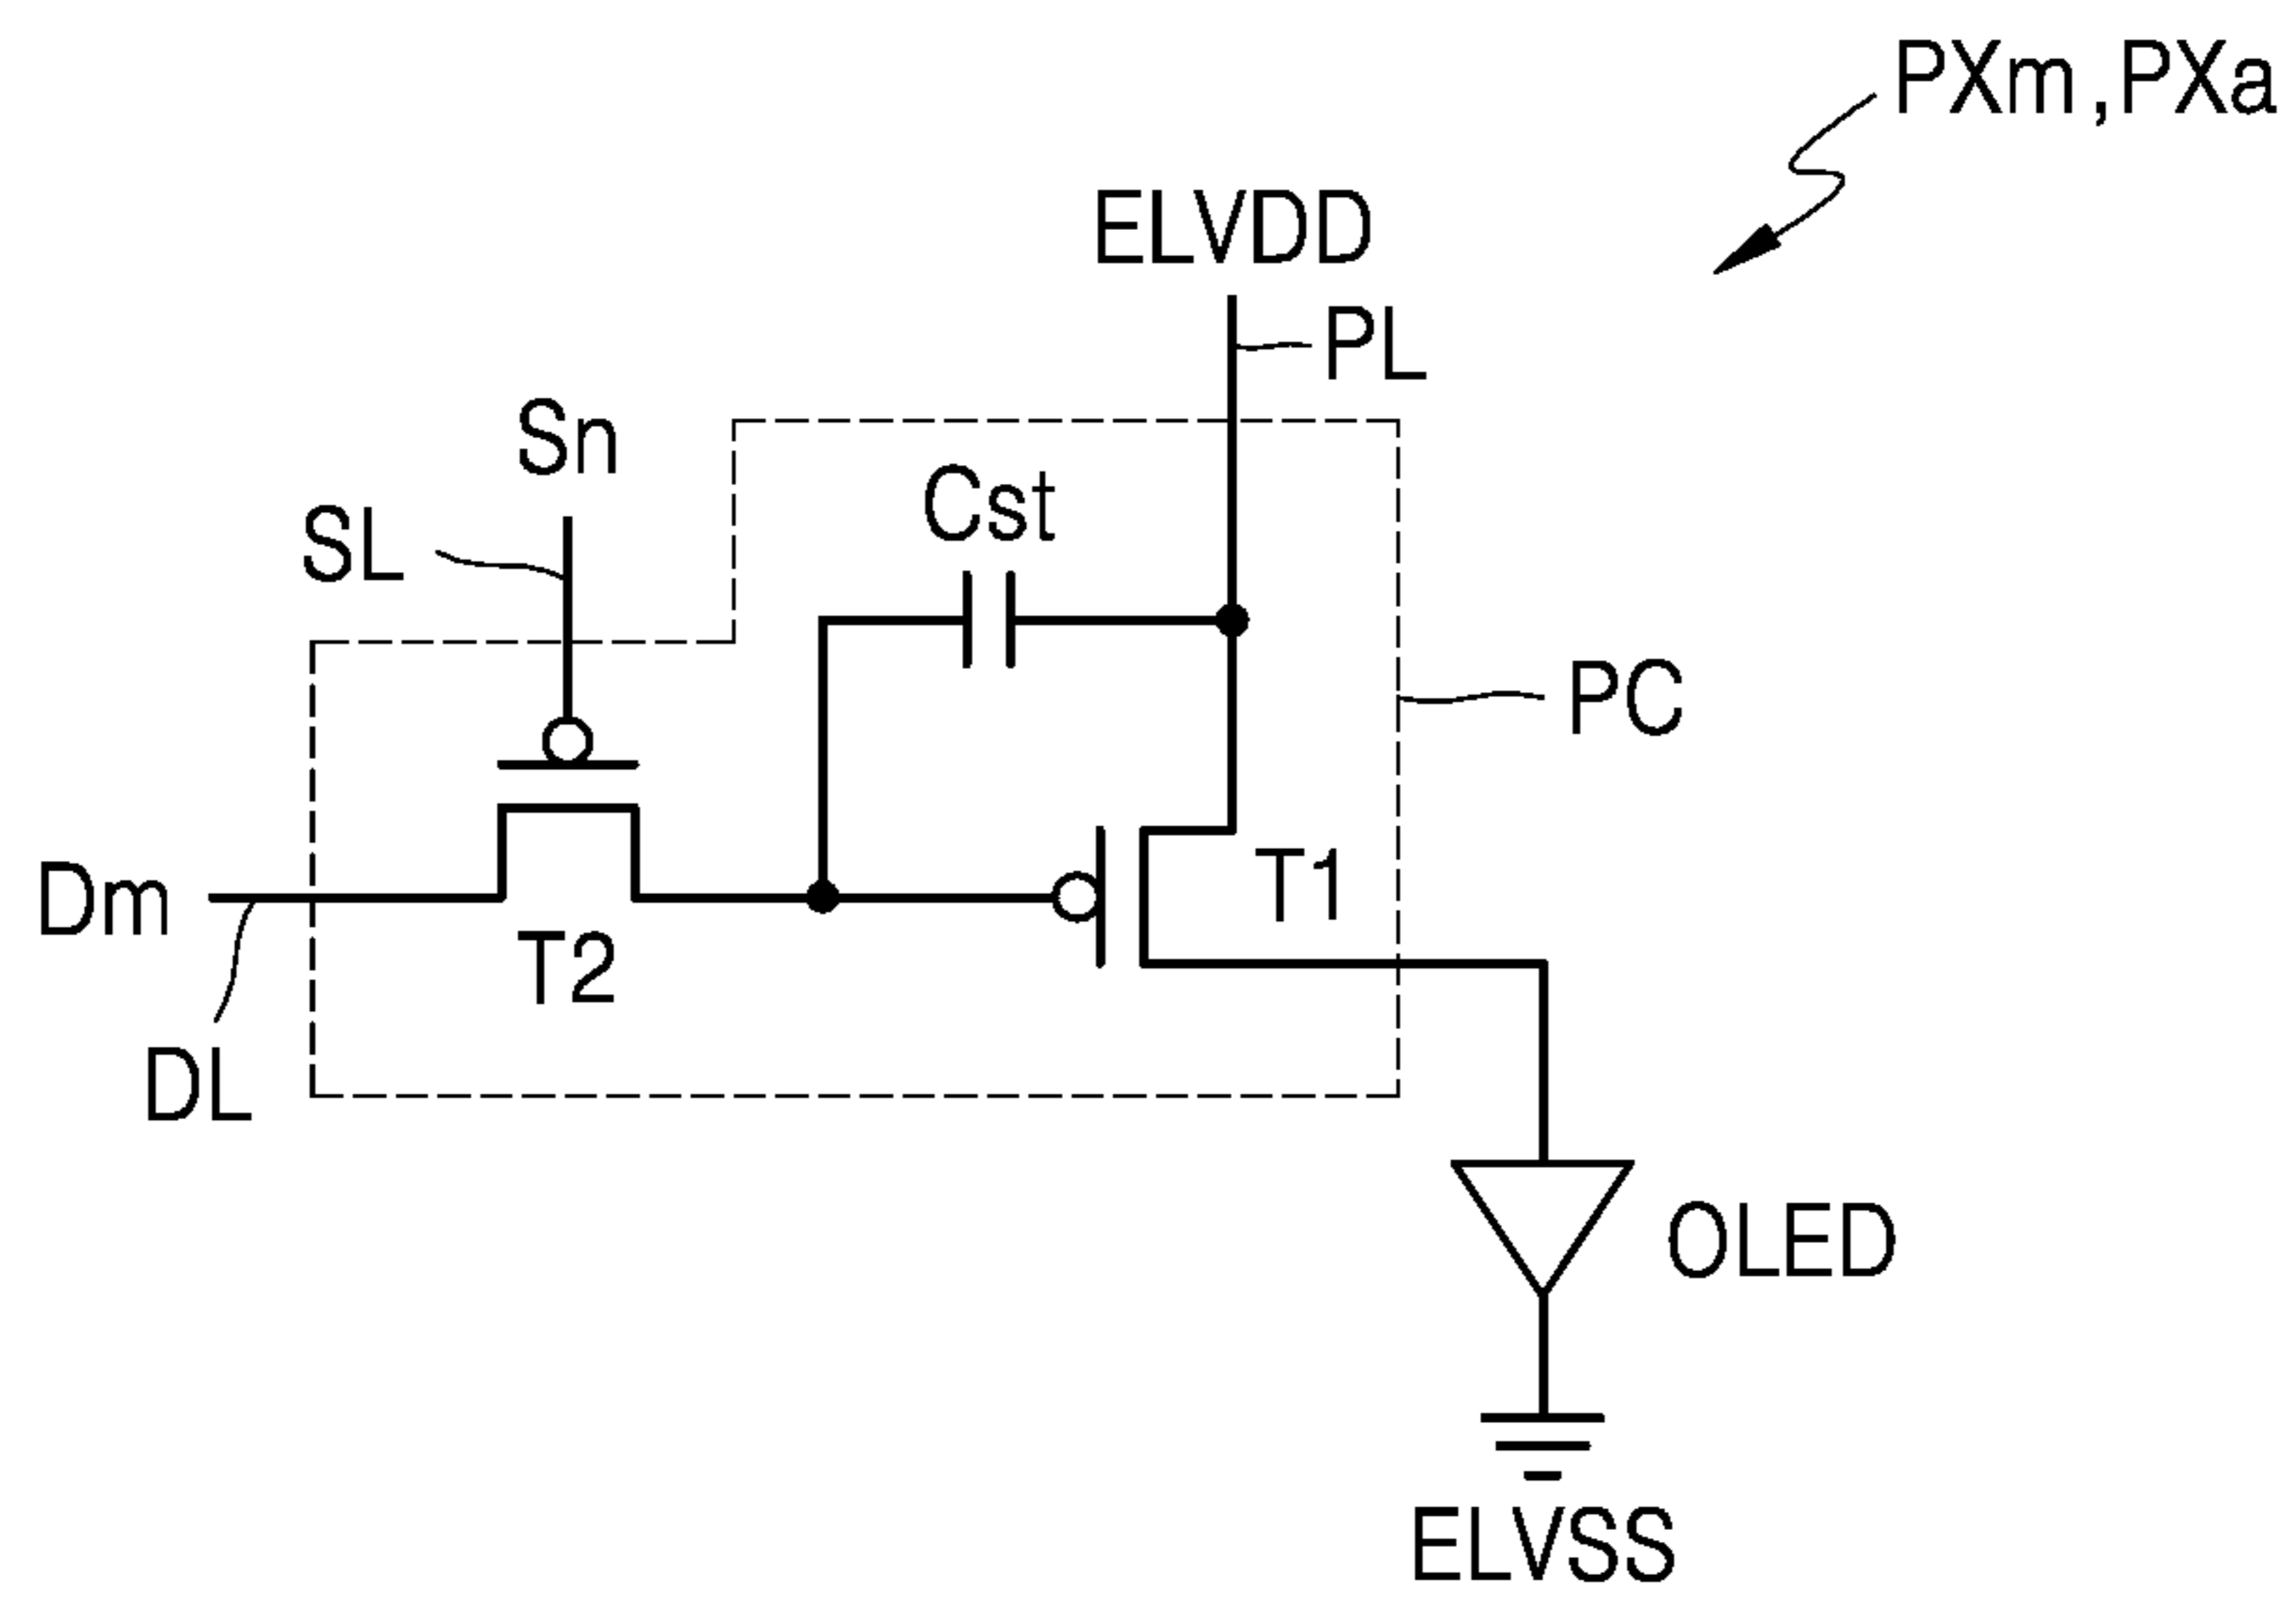 PXm,PXa
ELVDD
PL
Sn
Cst
SL
PC
T1
Dm
T2
DL
OLED
ELVSS